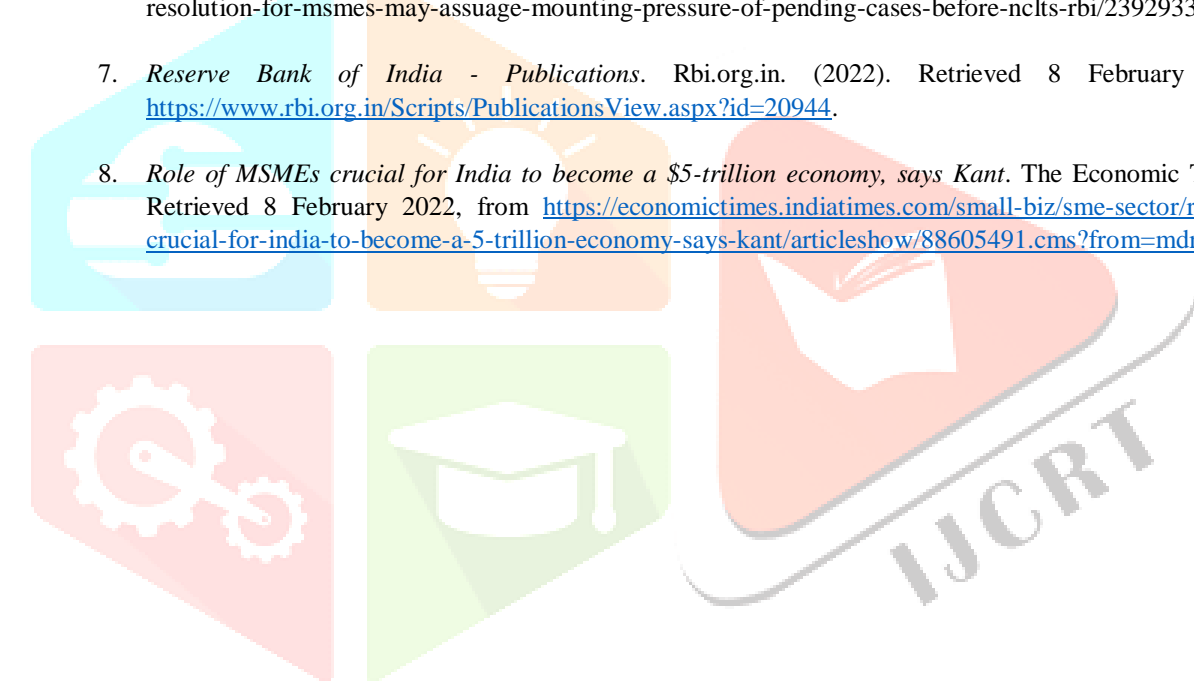 resolution-for-msmes-may-assuage-mounting-pressure-of-pending-cases-before-nclts-rbi/2392933
7. Reserve Bank of India - Publications. Rbi.org.in. (2022). Retrieved 8 February
https://www.rbi.org.in/Scripts/PublicationsView.aspx?id=20944.
8. Role of MSMEs crucial for India to become a $5-trillion economy, says Kant. The Economic
Retrieved 8 February 2022, from https://economictimes.indiatimes.com/small-biz/sme-sector/r
crucial-for-india-to-become-a-5-trillion-economy-says-kant/articleshow/88605491.cms?from=mdr
IJCRT